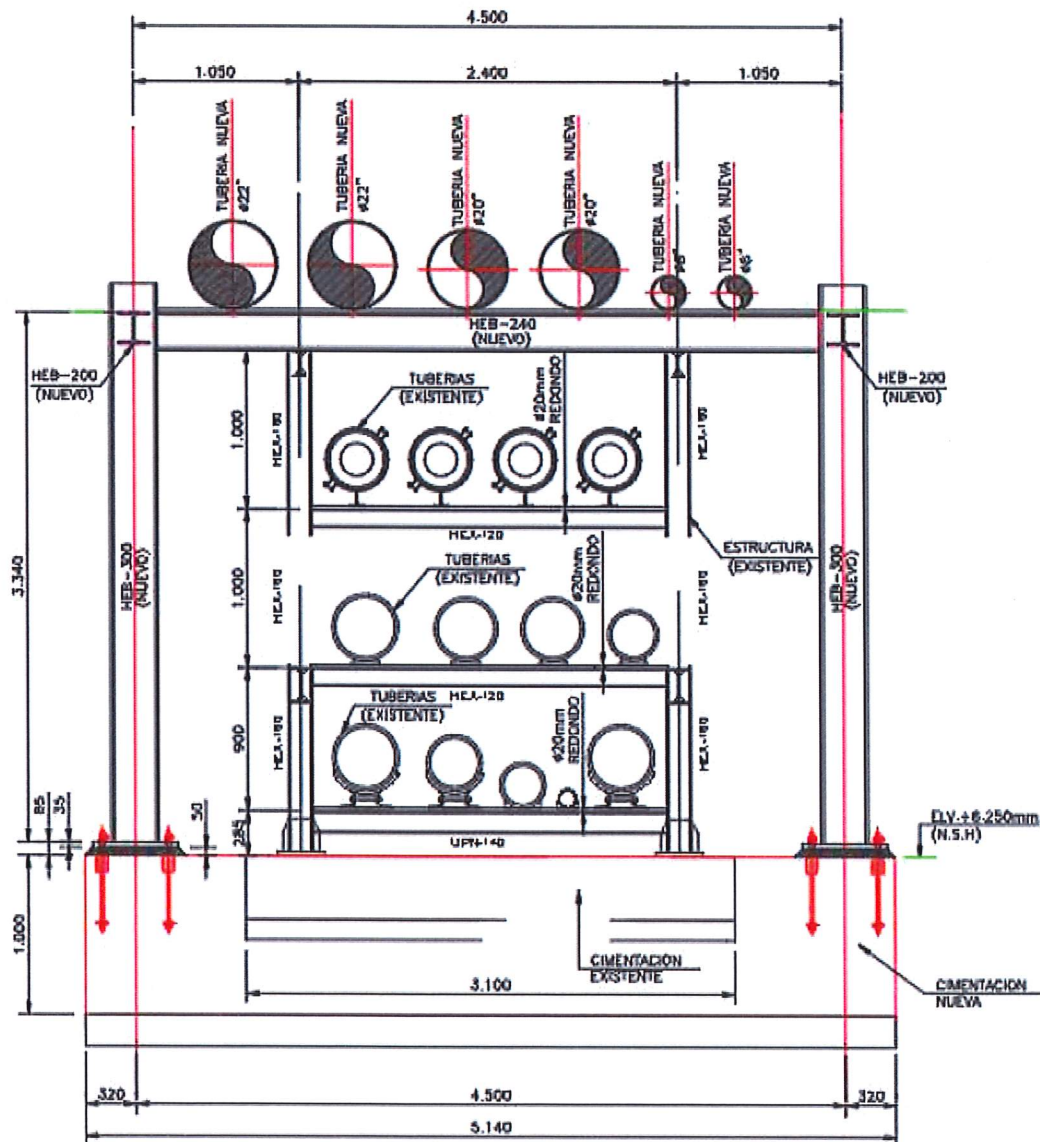 4.500
1.050
2.400
1.050
TUBERIA NUEVA
ø22"
TUBERIA NUEVA
ø22"
TUBERIA NUEVA
ø20"
TUBERIA NUEVA
ø20"
TUBERIA NUEVA
TUBERIA NUEVA
HEB-240
(NUEVO)
HEB-200
(NUEVO)
HEB-200
(NUEVO)
TUBERIAS
(EXISTENTE)
ø20mm
REDONDO
1.000
3.340
HEB-300
(NUEVO)
HEB-300
(NUEVO)
ESTRUCTURA
(EXISTENTE)
TUBERIAS
(EXISTENTE)
ø20mm
REDONDO
1.000
TUBERIAS
(EXISTENTE)
ø20mm
REDONDO
900
285
UPN-140
85
35
50
ELV.+6.250mm
(N.S.H)
1.000
CIMENTACION
EXISTENTE
3.100
CIMENTACION
NUEVA
320
4.500
320
5.140